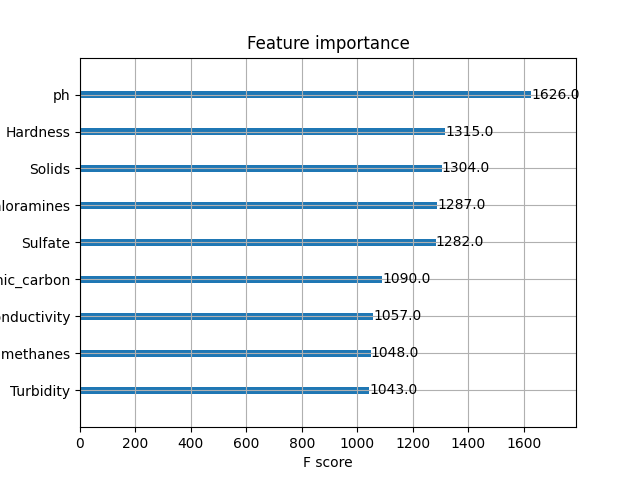 Feature importance
ph 1626.0
Hardness 1315.0
Solids 1304.0
loramines 1287.0
Sulfate 1282.0
nic_carbon 1090.0
onductivity 1057.0
methanes 1048.0
Turbidity 1043.0
0 200 400 600 800 1000 1200 1400 1600
F score